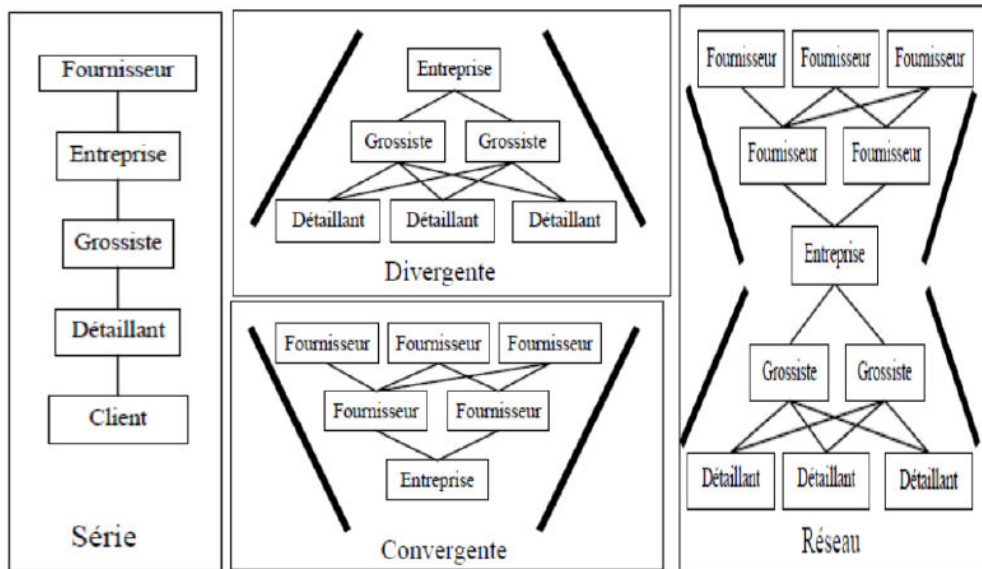 Fournisseur
Entreprise
Grossiste
Détaillant
Client
Série
Entreprise
Grossiste Grossiste
Détaillant Détaillant Détaillant
Divergente
Fournisseur Fournisseur Fournisseur
Fournisseur Fournisseur
Entreprise
Convergente
Fournisseur Fournisseur Fournisseur
Fournisseur Fournisseur
Entreprise
Grossiste Grossiste
Détaillant Détaillant Détaillant
Réseau